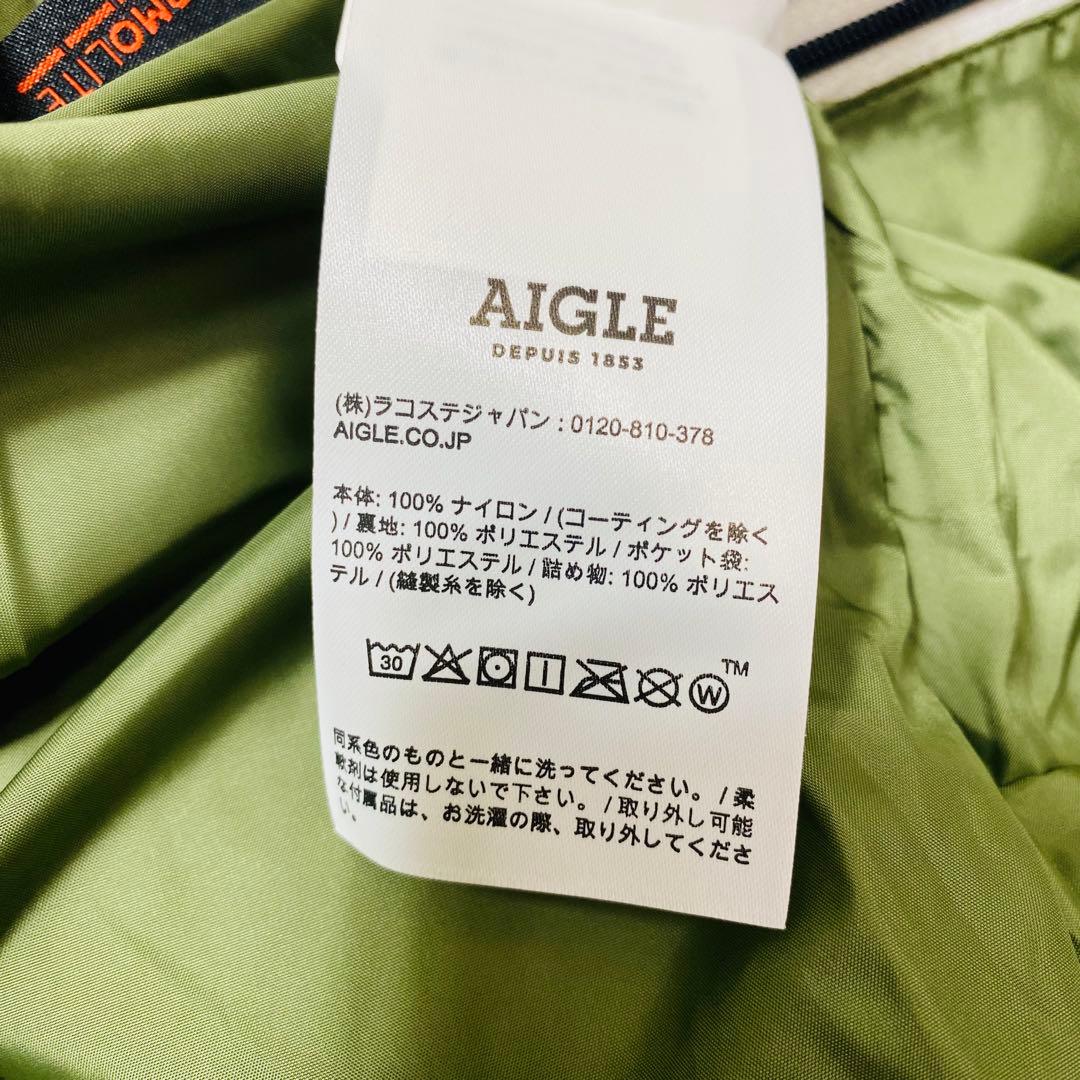 MOLITE
AIGLE
DEPUIS 1853
(株)ラコステジャパン : 0120-810-378
AIGLE.CO.JP
本体: 100% ナイロン / (コーティングを除く
) / 裏地: 100% ポリエステル / ポケット袋:
100% ポリエステル / 詰め物: 100% ポリエス
テル / (縫製糸を除く)
30
W TM
同系色のものと一緒に洗ってください。 / 柔
軟剤は使用しないで下さい。 / 取り外し可能
な付属品は、お洗濯の際、取り外してくださ
い。